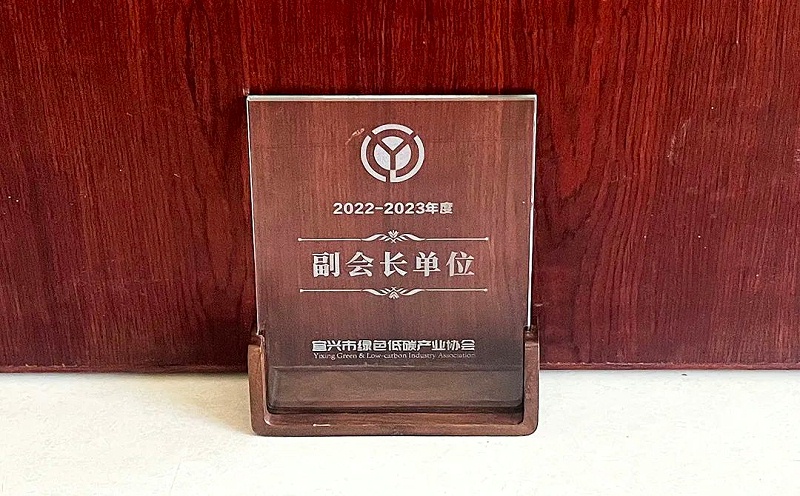 2022-2023年度
副会长单位
宜兴市绿色低碳产业协会
Yixing Green & Low-carbon Industry Association